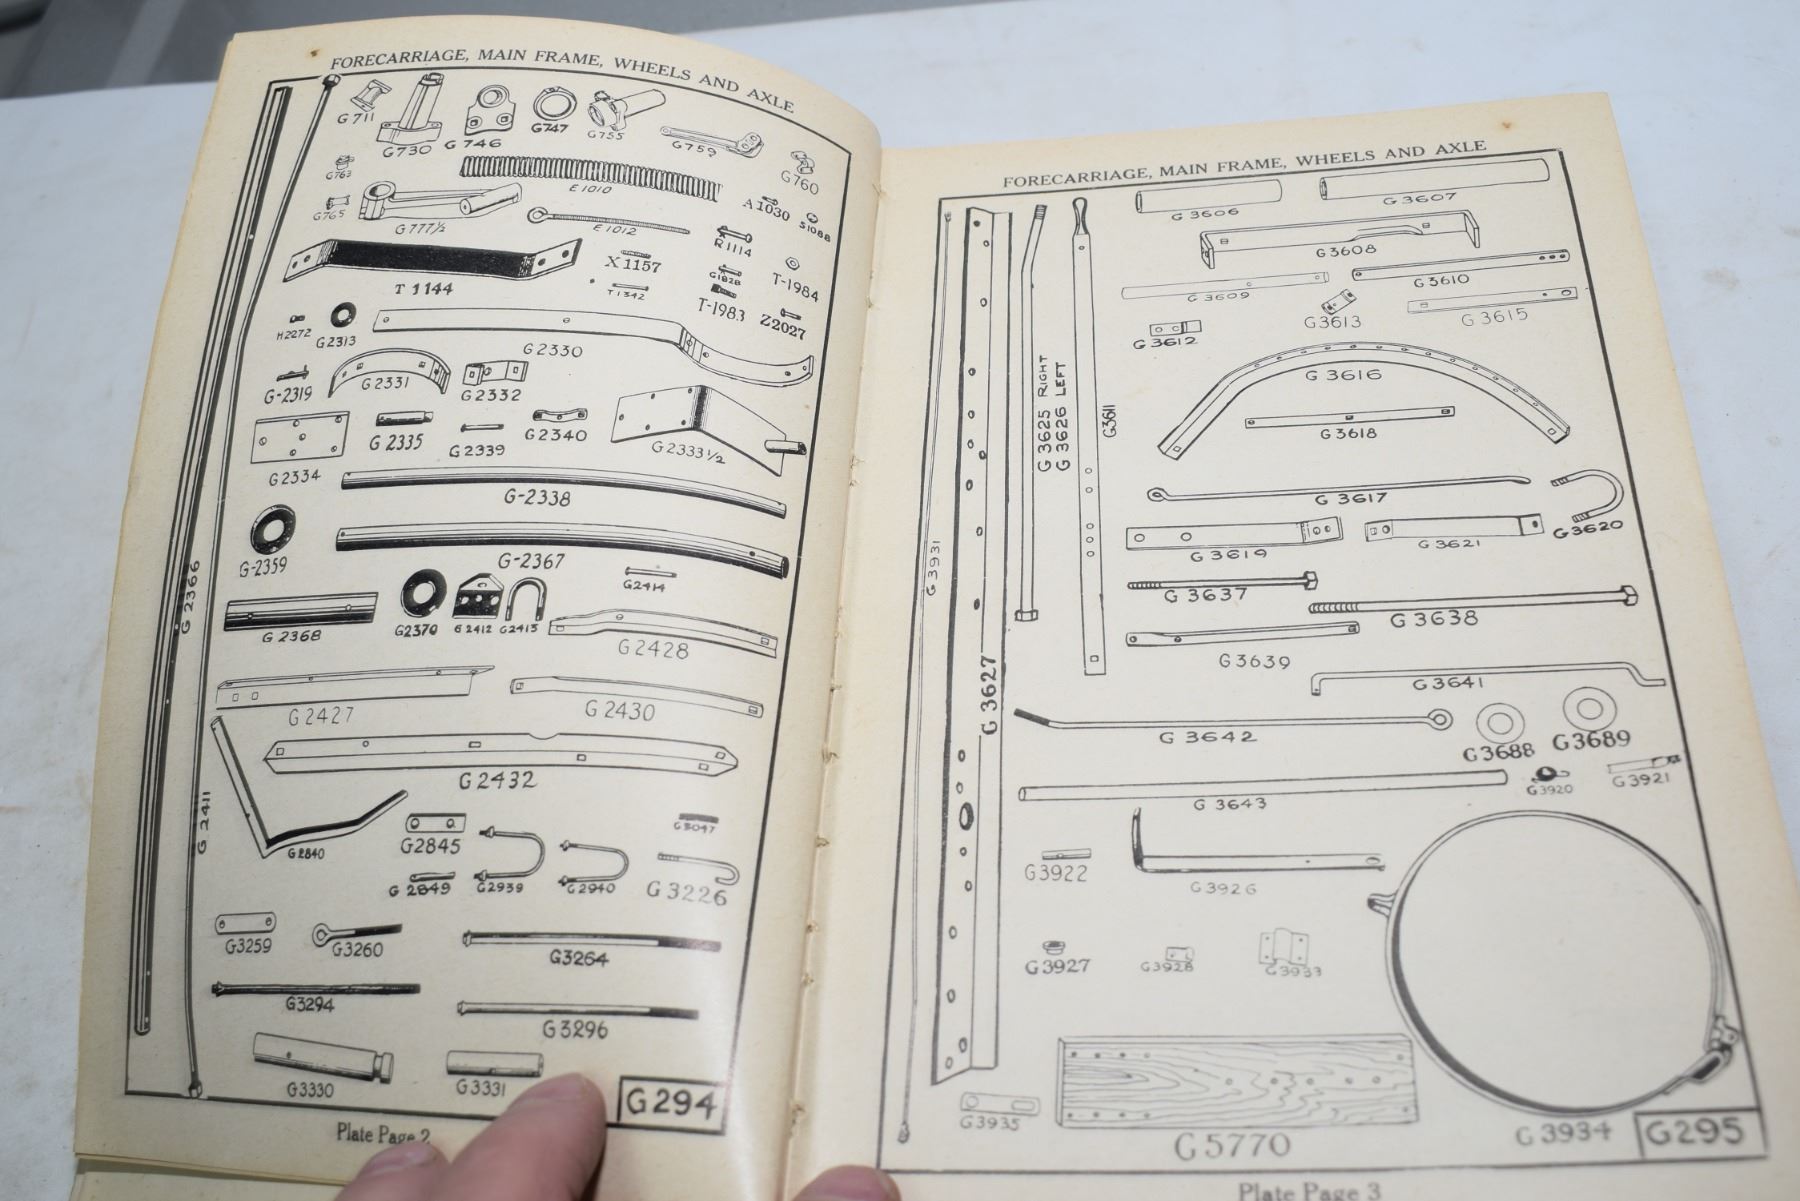 FORECARRIAGE, MAIN FRAME, WHEELS AND AXLE
G711
G730
G746
G747
G755
G759
G760
G763
E1010
G765
G777½
E1012
A1030
S1088
R1114
X1157
T1144
G1828
T-1984
T1342
T-1983
Z2027
H2272
G2313
G2330
G-2319
G2331
G2332
G2334
G2335
G2339
G2340
G2333½
G-2338
G-2359
G-2367
G2366
G2414
G2368
G2370
G2412
G2413
G2428
G2427
G2430
G2432
G2411
G2840
G2845
G3047
G2849
G2939
G2940
G3226
G3259
G3260
G3264
G3294
G3296
G3330
G3331
G294
Plate Page 2
FORECARRIAGE, MAIN FRAME, WHEELS AND AXLE
G3606
G3607
G3608
G3609
G3610
G3613
G3615
G3612
G3625 RIGHT
G3626 LEFT
G3611
G3616
G3618
G3617
G3620
G3931
G3619
G3621
G3637
G3638
G3639
G3627
G3641
G3642
G3688
G3689
G3643
G3920
G3921
G3922
G3926
G3927
G3928
G3933
G3935
G5770
G3934
G295
Plate Page 3